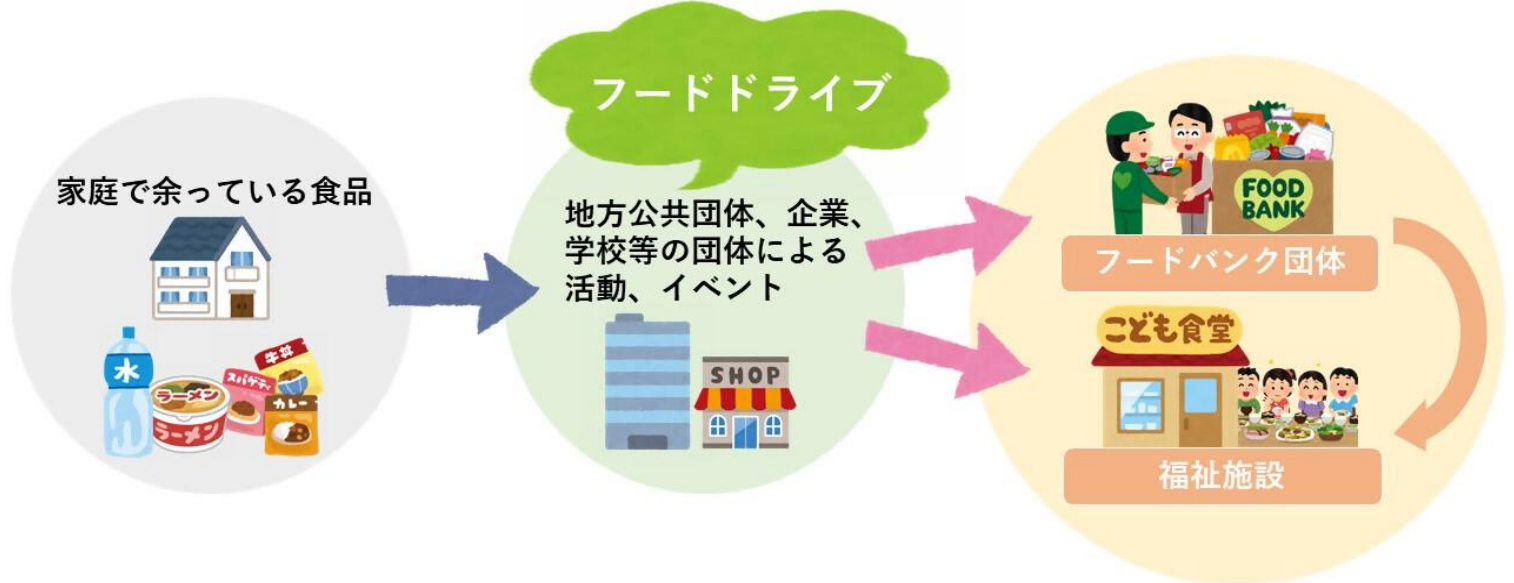 フードドライブ
家庭で余っている食品
水
ラーメン
ラーメン
スパゲティ
牛丼
カレー
地方公共団体、企業、
学校等の団体による
活動、イベント
SHOP
FOOD
BANK
フードバンク団体
こども食堂
福祉施設